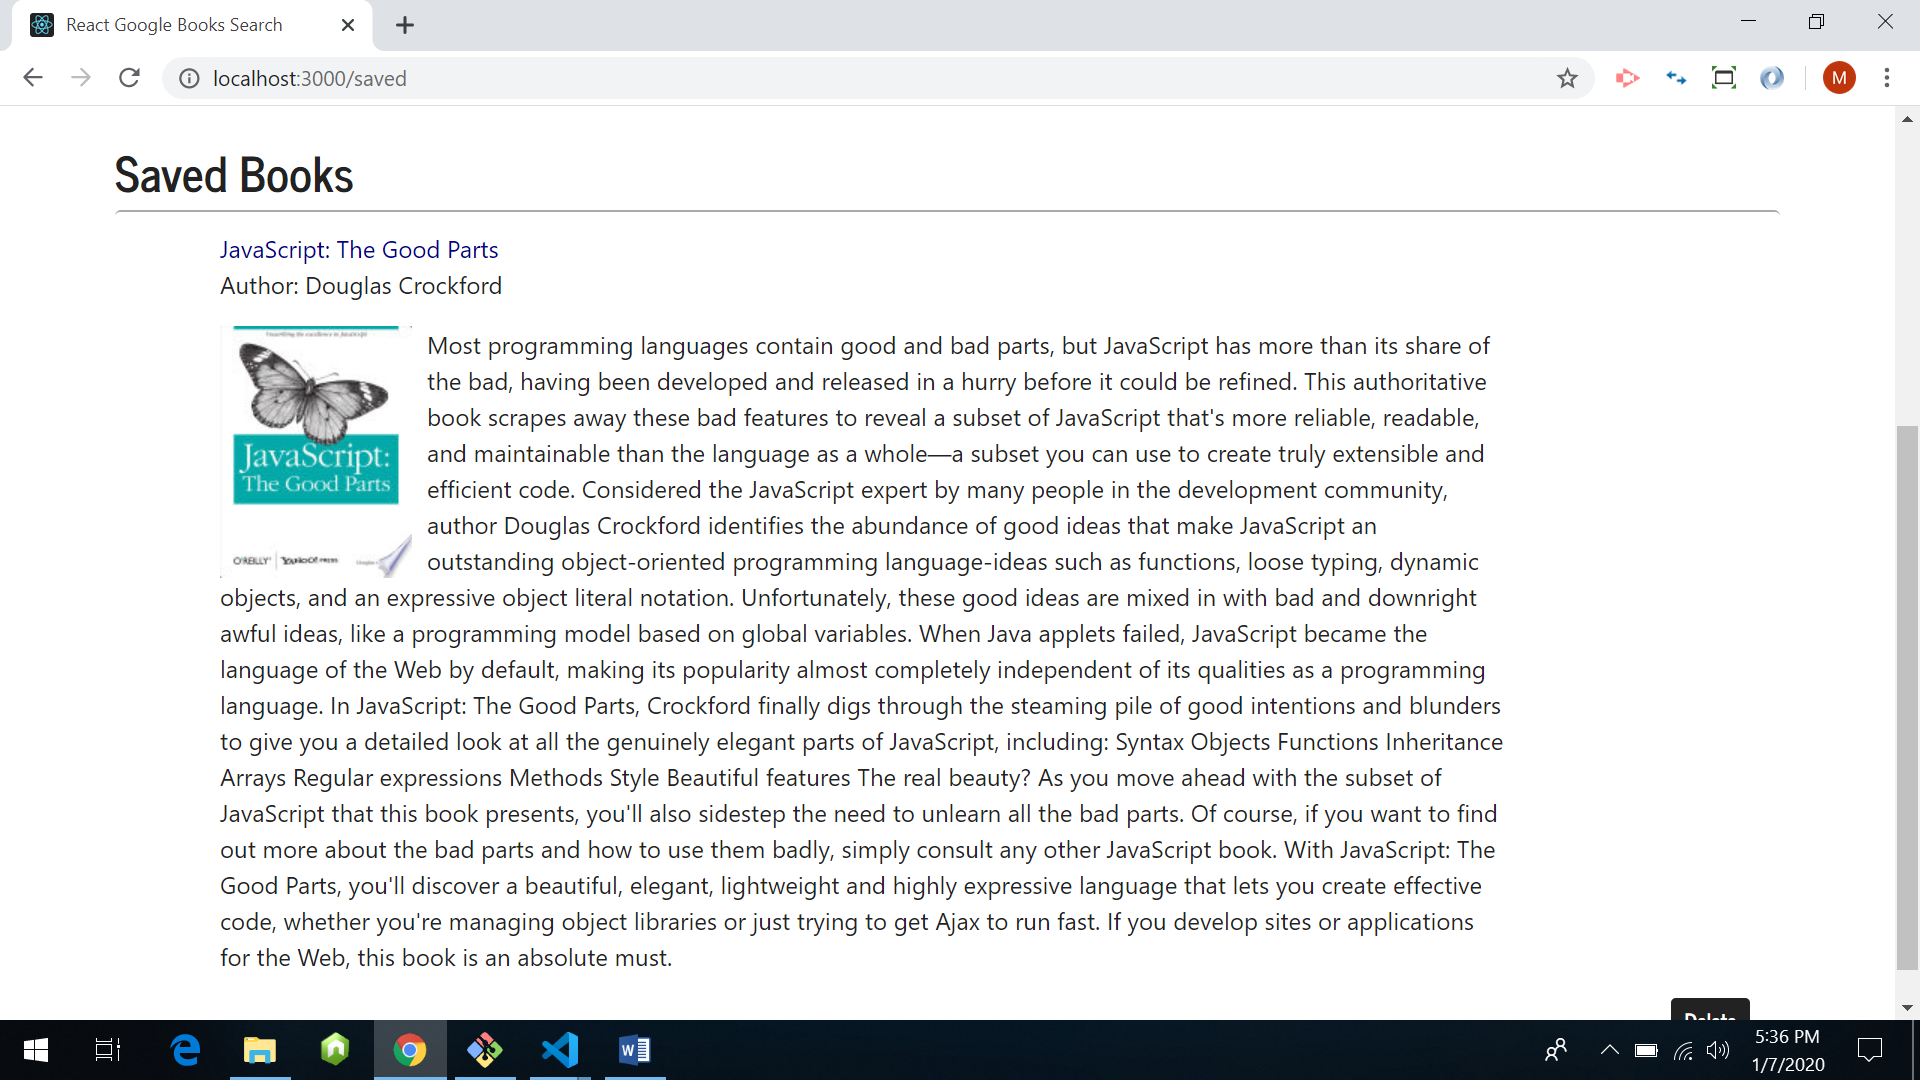 React Google Books Search
localhost:3000/saved
M
Saved Books
JavaScript: The Good Parts
Author: Douglas Crockford
Most programming languages contain good and bad parts, but JavaScript has more than its share of
the bad, having been developed and released in a hurry before it could be refined. This authoritative
book scrapes away these bad features to reveal a subset of JavaScript that's more reliable, readable,
and maintainable than the language as a whole—a subset you can use to create truly extensible and
efficient code. Considered the JavaScript expert by many people in the development community,
author Douglas Crockford identifies the abundance of good ideas that make JavaScript an
outstanding object-oriented programming language-ideas such as functions, loose typing, dynamic
objects, and an expressive object literal notation. Unfortunately, these good ideas are mixed in with bad and downright
awful ideas, like a programming model based on global variables. When Java applets failed, JavaScript became the
language of the Web by default, making its popularity almost completely independent of its qualities as a programming
language. In JavaScript: The Good Parts, Crockford finally digs through the steaming pile of good intentions and blunders
to give you a detailed look at all the genuinely elegant parts of JavaScript, including: Syntax Objects Functions Inheritance
Arrays Regular expressions Methods Style Beautiful features The real beauty? As you move ahead with the subset of
JavaScript that this book presents, you'll also sidestep the need to unlearn all the bad parts. Of course, if you want to find
out more about the bad parts and how to use them badly, simply consult any other JavaScript book. With JavaScript: The
Good Parts, you'll discover a beautiful, elegant, lightweight and highly expressive language that lets you create effective
code, whether you're managing object libraries or just trying to get Ajax to run fast. If you develop sites or applications
for the Web, this book is an absolute must.
JavaScript:
The Good Parts
O'REILLY® YAHOO! PRESS
Delete
5:36 PM
1/7/2020